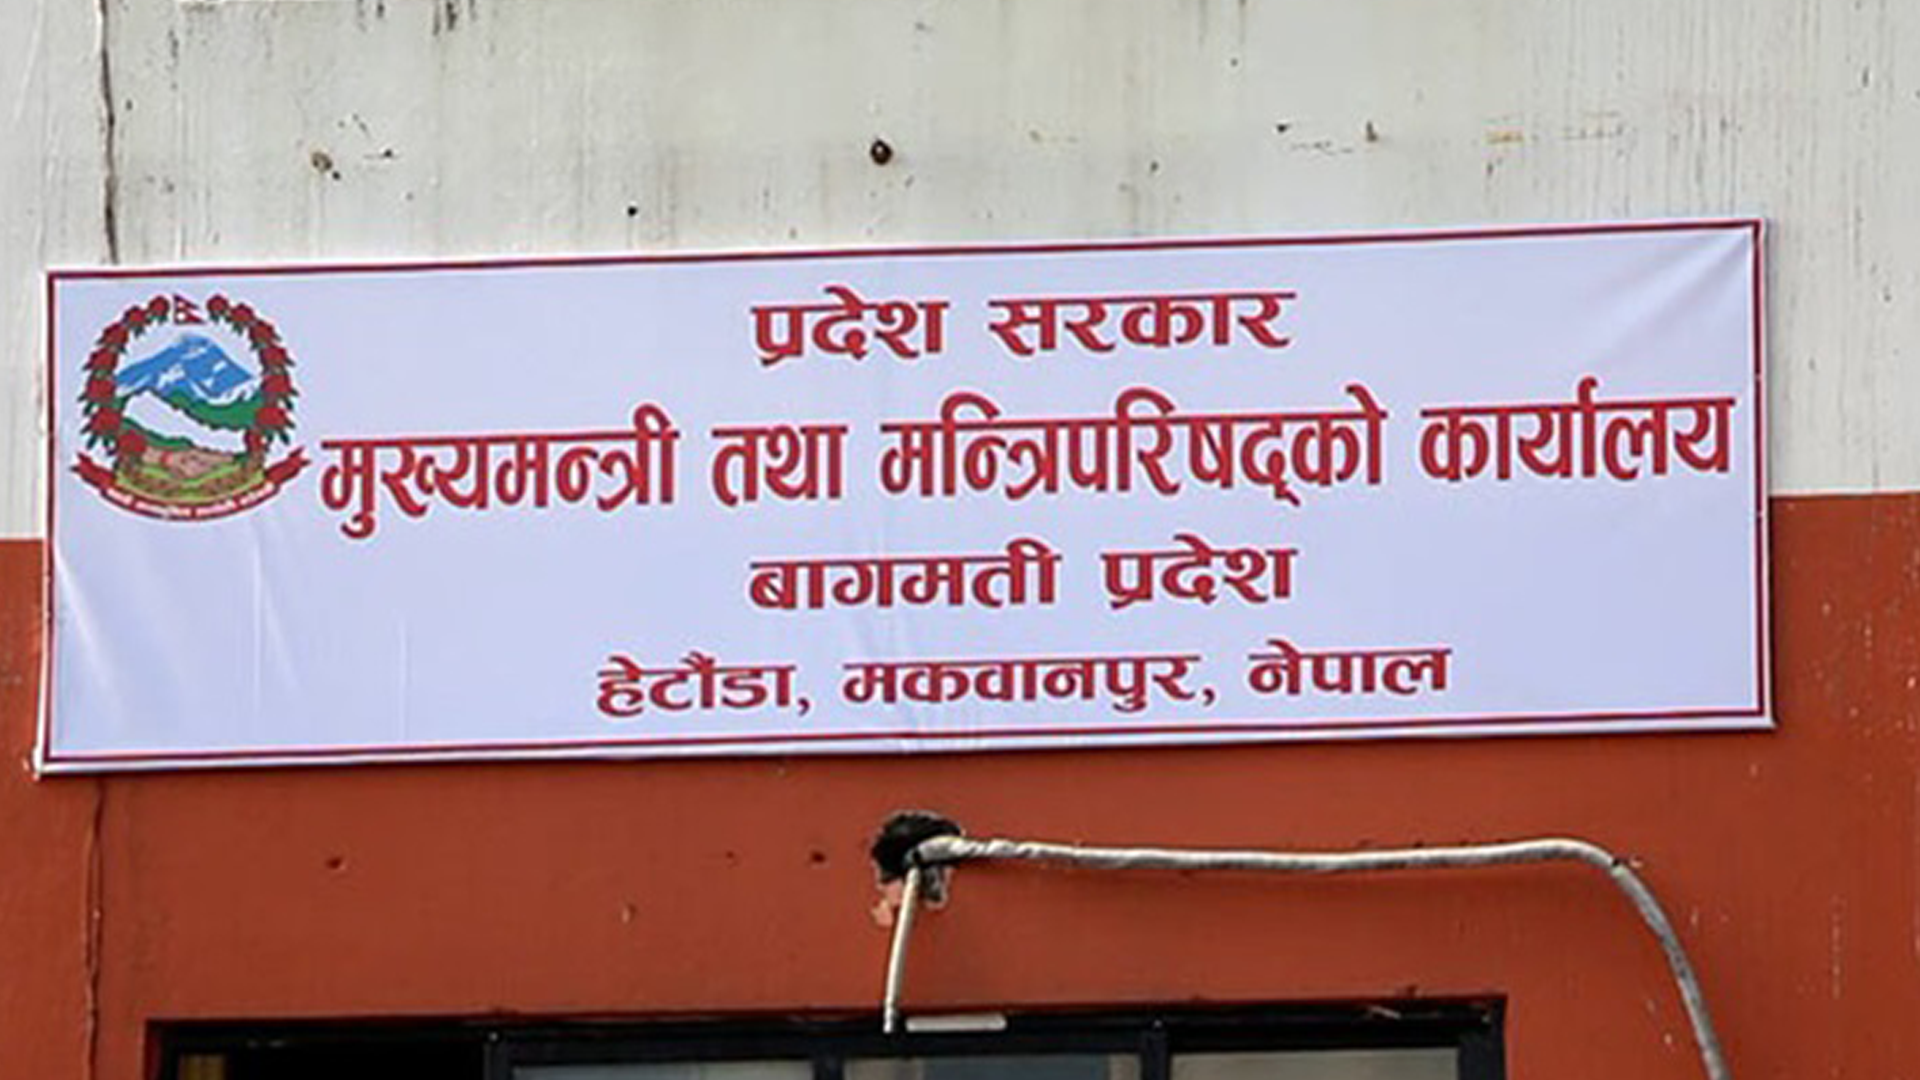 प्रदेश सरकार
मुख्यमन्त्री तथा मन्त्रिपरिषद्को कार्यालय
बागमती प्रदेश
हेटौंडा, मकवानपुर, नेपाल